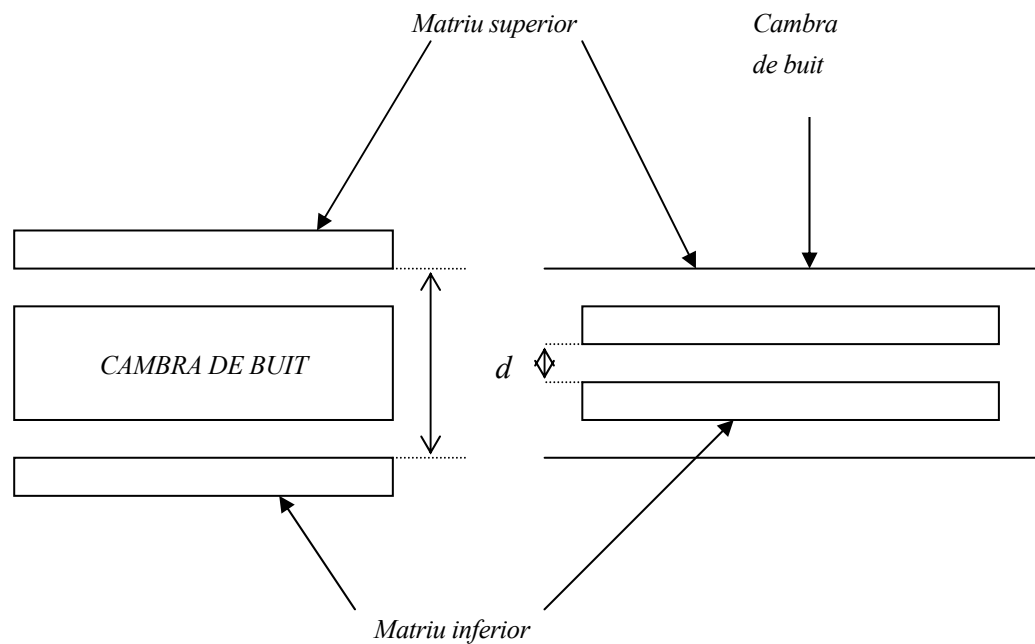 Matriu superior
Cambra
de buit
CAMBRA DE BUIT
d
Matriu inferior